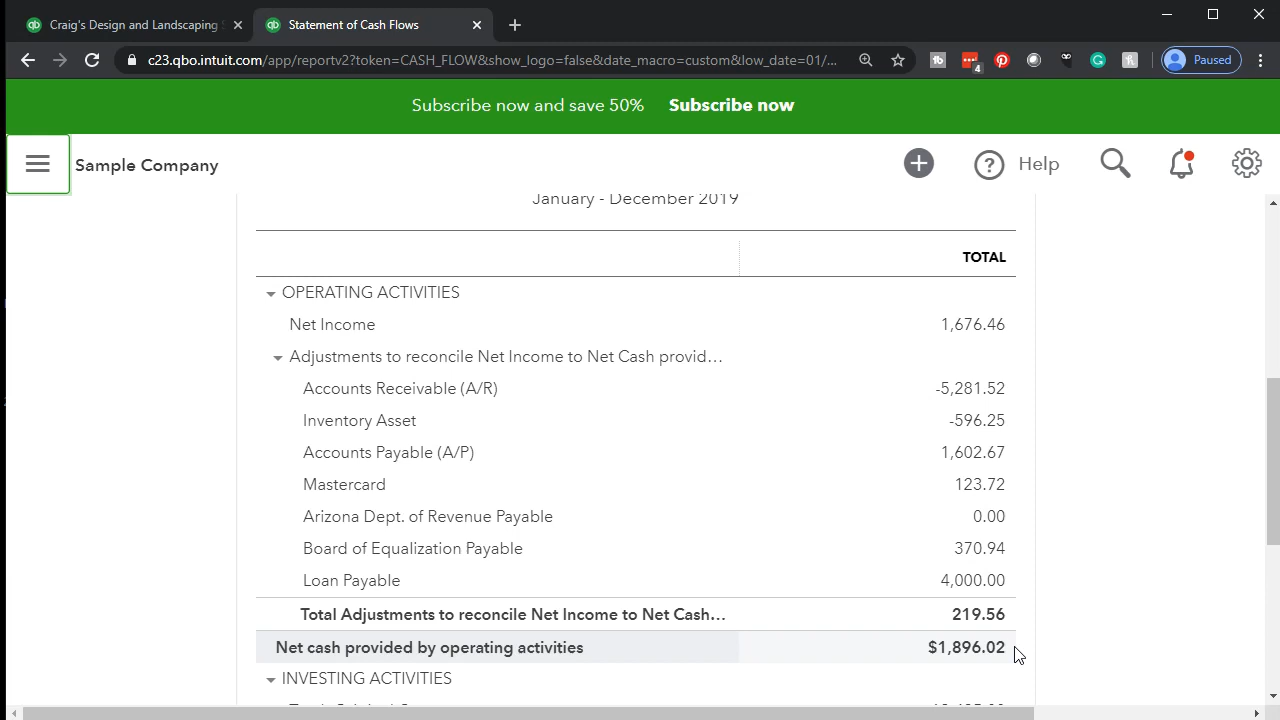 Craig's Design and Landscaping
Statement of Cash Flows
c23.qbo.intuit.com/app/reportv2?token=CASH_FLOW&show_logo=false&date_macro=custom&low_date=01/...
4
Paused
Subscribe now and save 50% Subscribe now
Sample Company
Help
January - December 2019
TOTAL
OPERATING ACTIVITIES
Net Income 1,676.46
Adjustments to reconcile Net Income to Net Cash provid...
Accounts Receivable (A/R) -5,281.52
Inventory Asset -596.25
Accounts Payable (A/P) 1,602.67
Mastercard 123.72
Arizona Dept. of Revenue Payable 0.00
Board of Equalization Payable 370.94
Loan Payable 4,000.00
Total Adjustments to reconcile Net Income to Net Cash... 219.56
Net cash provided by operating activities $1,896.02
INVESTING ACTIVITIES